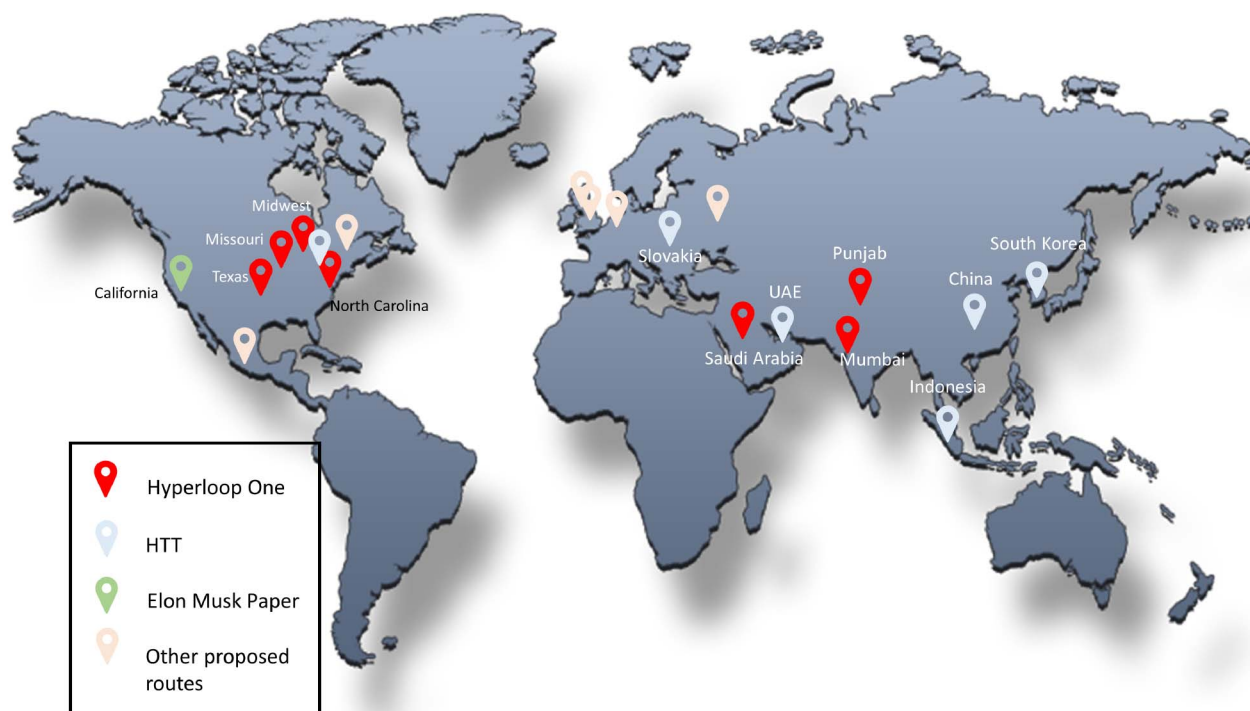 Midwest
Missouri
Texas
California
North Carolina
Slovakia
UAE
Saudi Arabia
Punjab
Mumbai
South Korea
China
Indonesia
Hyperloop One
HTT
Elon Musk Paper
Other proposed
routes